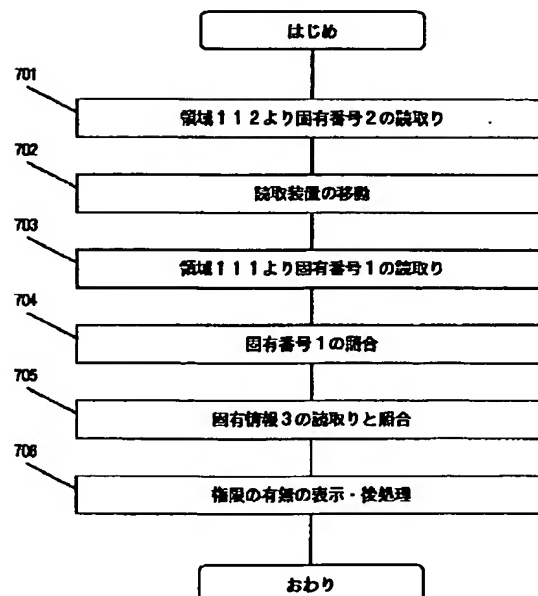 はじめ
701
領域112より固有番号2の読取り
702
読取装置の移動
703
領域111より固有番号1の読取り
704
固有番号1の照合
705
固有情報3の読取りと照合
706
権限の有無の表示・後処理
おわり